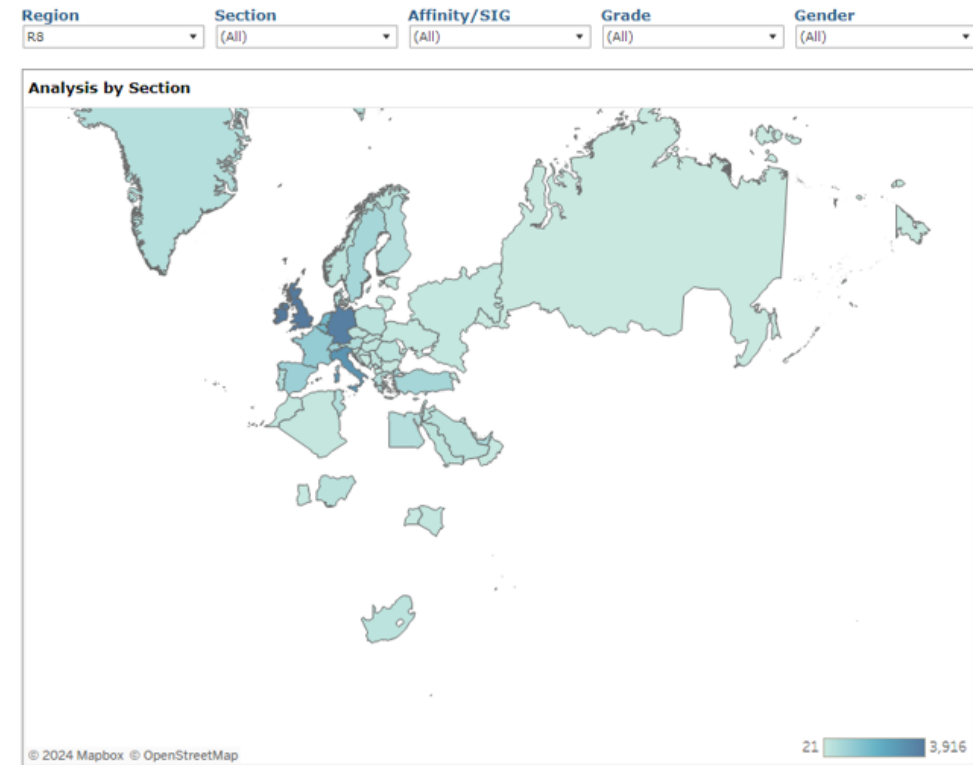 Region Section Affinity/SIG Grade Gender
R8 (All) (All) (All) (All)
Analysis by Section
21 3,916
© 2024 Mapbox © OpenStreetMap